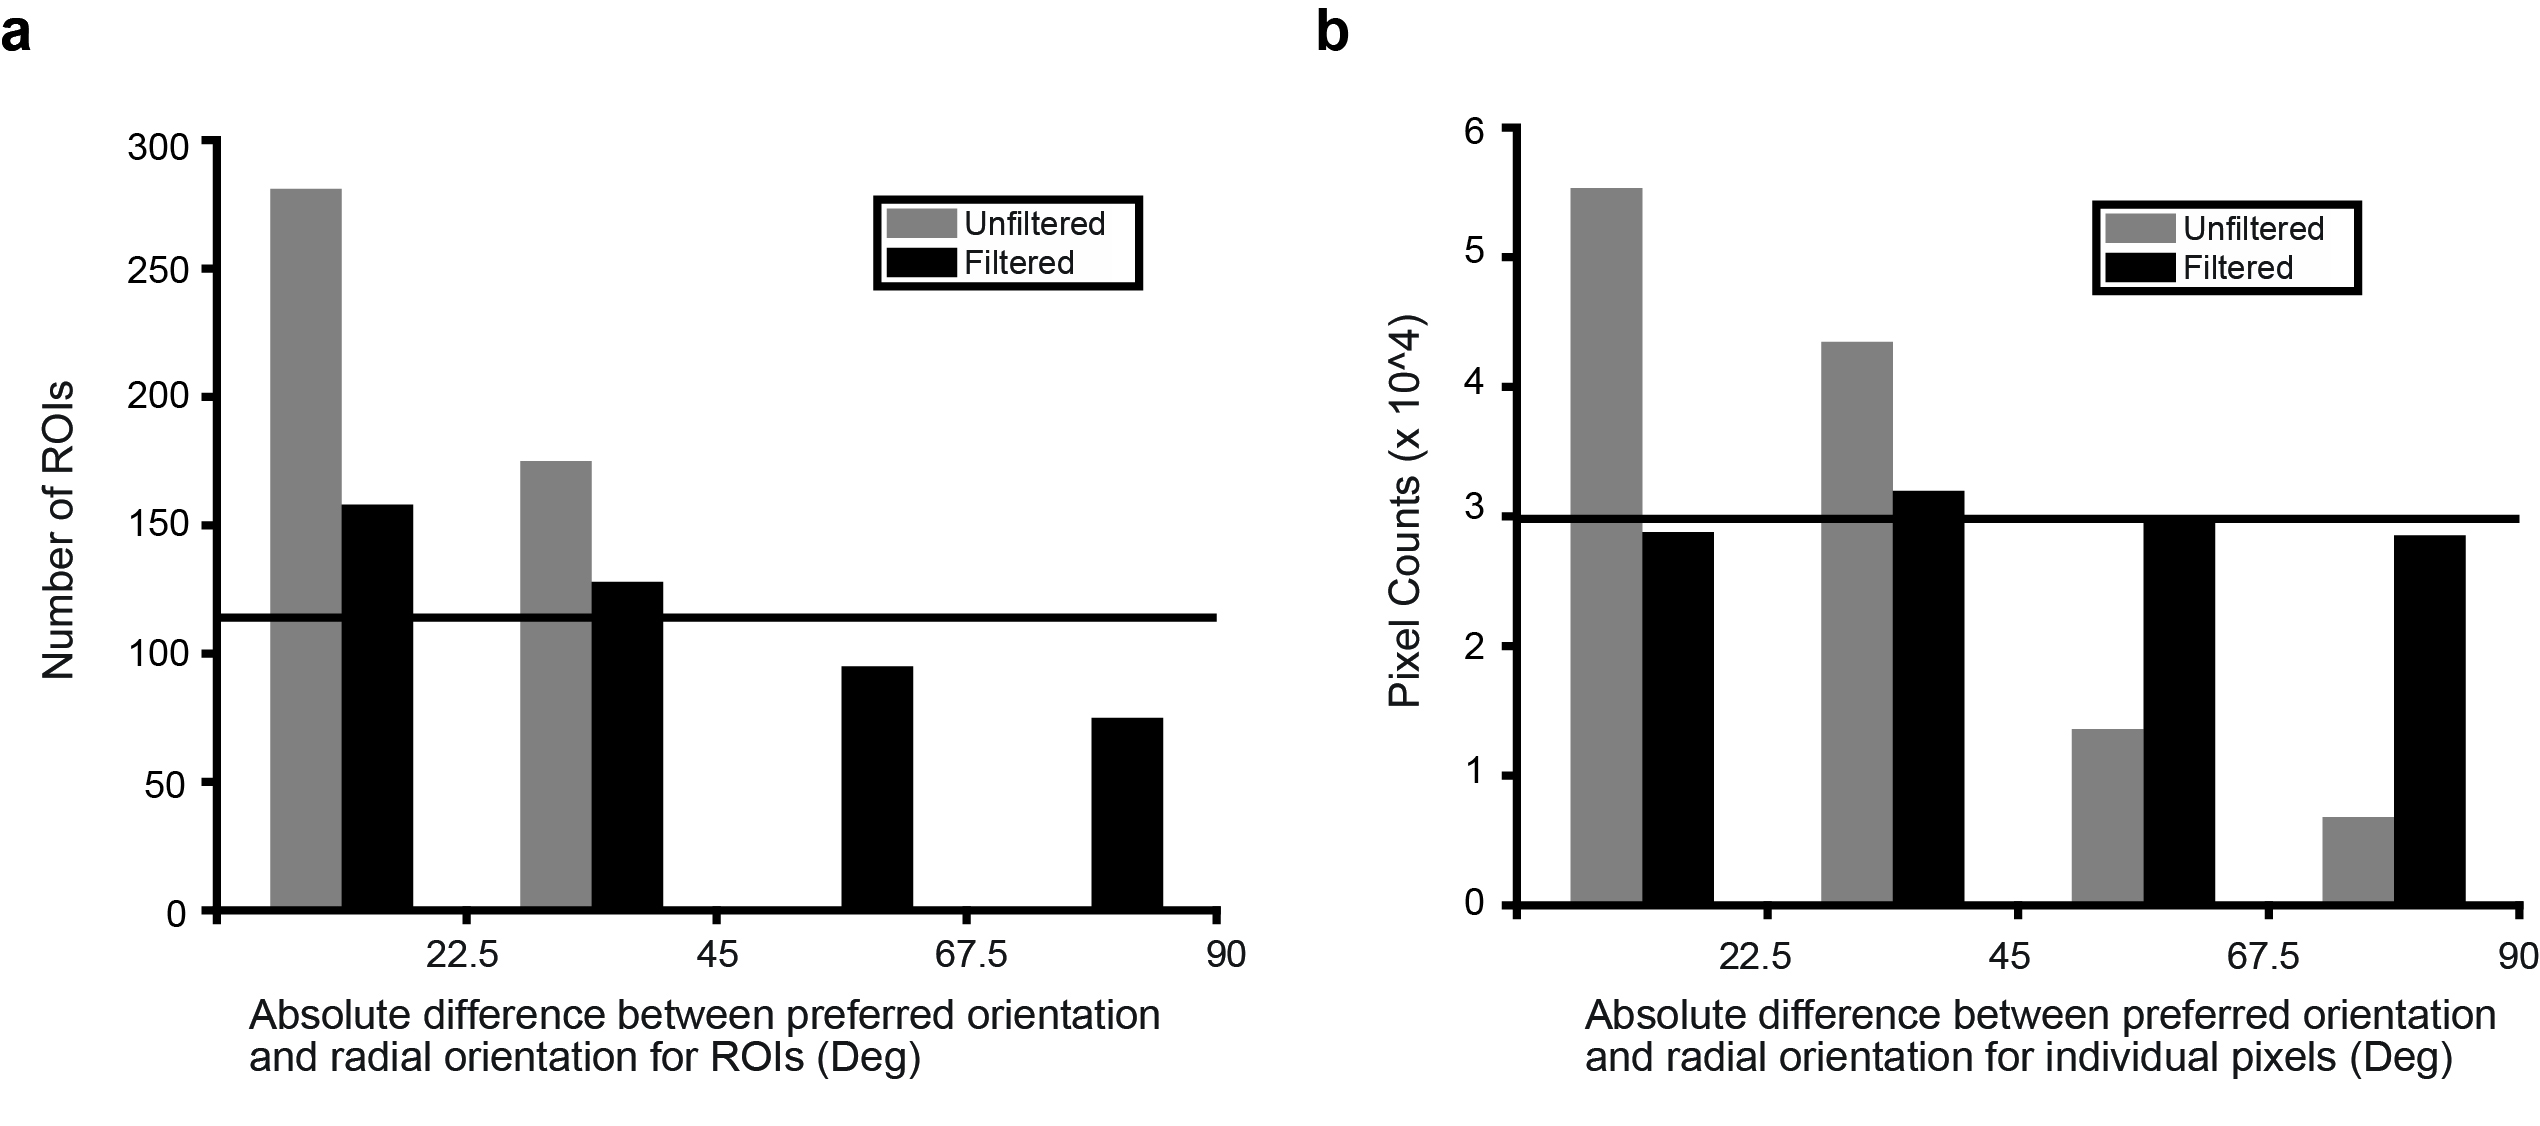 a
300
250
200
150
100
50
0
Number of ROIs
Unfiltered
Filtered
22.5 45 67.5 90
Absolute difference between preferred orientation
and radial orientation for ROIs (Deg)
b
6
5
4
3
2
1
0
Pixel Counts (x 10^4)
Unfiltered
Filtered
22.5 45 67.5 90
Absolute difference between preferred orientation
and radial orientation for individual pixels (Deg)